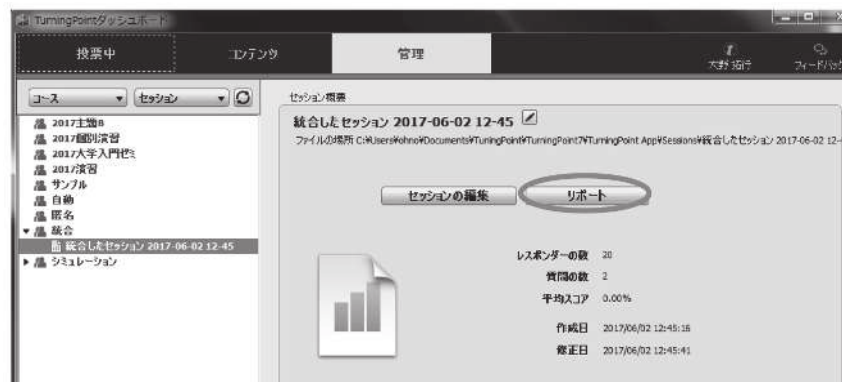 TurningPointダッシュボード
投票中
コンテンツ
管理
大野 拓行
フィードバック
コース
セッション
2017主題B
2017個別演習
2017大学入門ゼミ
2017演習
サンプル
自動
匿名
統合
統合したセッション 2017-06-02 12-45
シミュレーション
セッション概要
統合したセッション 2017-06-02 12-45
ファイルの場所 C:¥Users¥ohno¥Documents¥TuningPoint¥TurningPoint7¥TurningPoint App¥Sessions¥統合したセッション 2017-06-02 12-
セッションの編集
リポート
レスポンダーの数 20
質問の数 2
平均スコア 0.00%
作成日 2017/06/02 12:45:16
修正日 2017/06/02 12:45:41